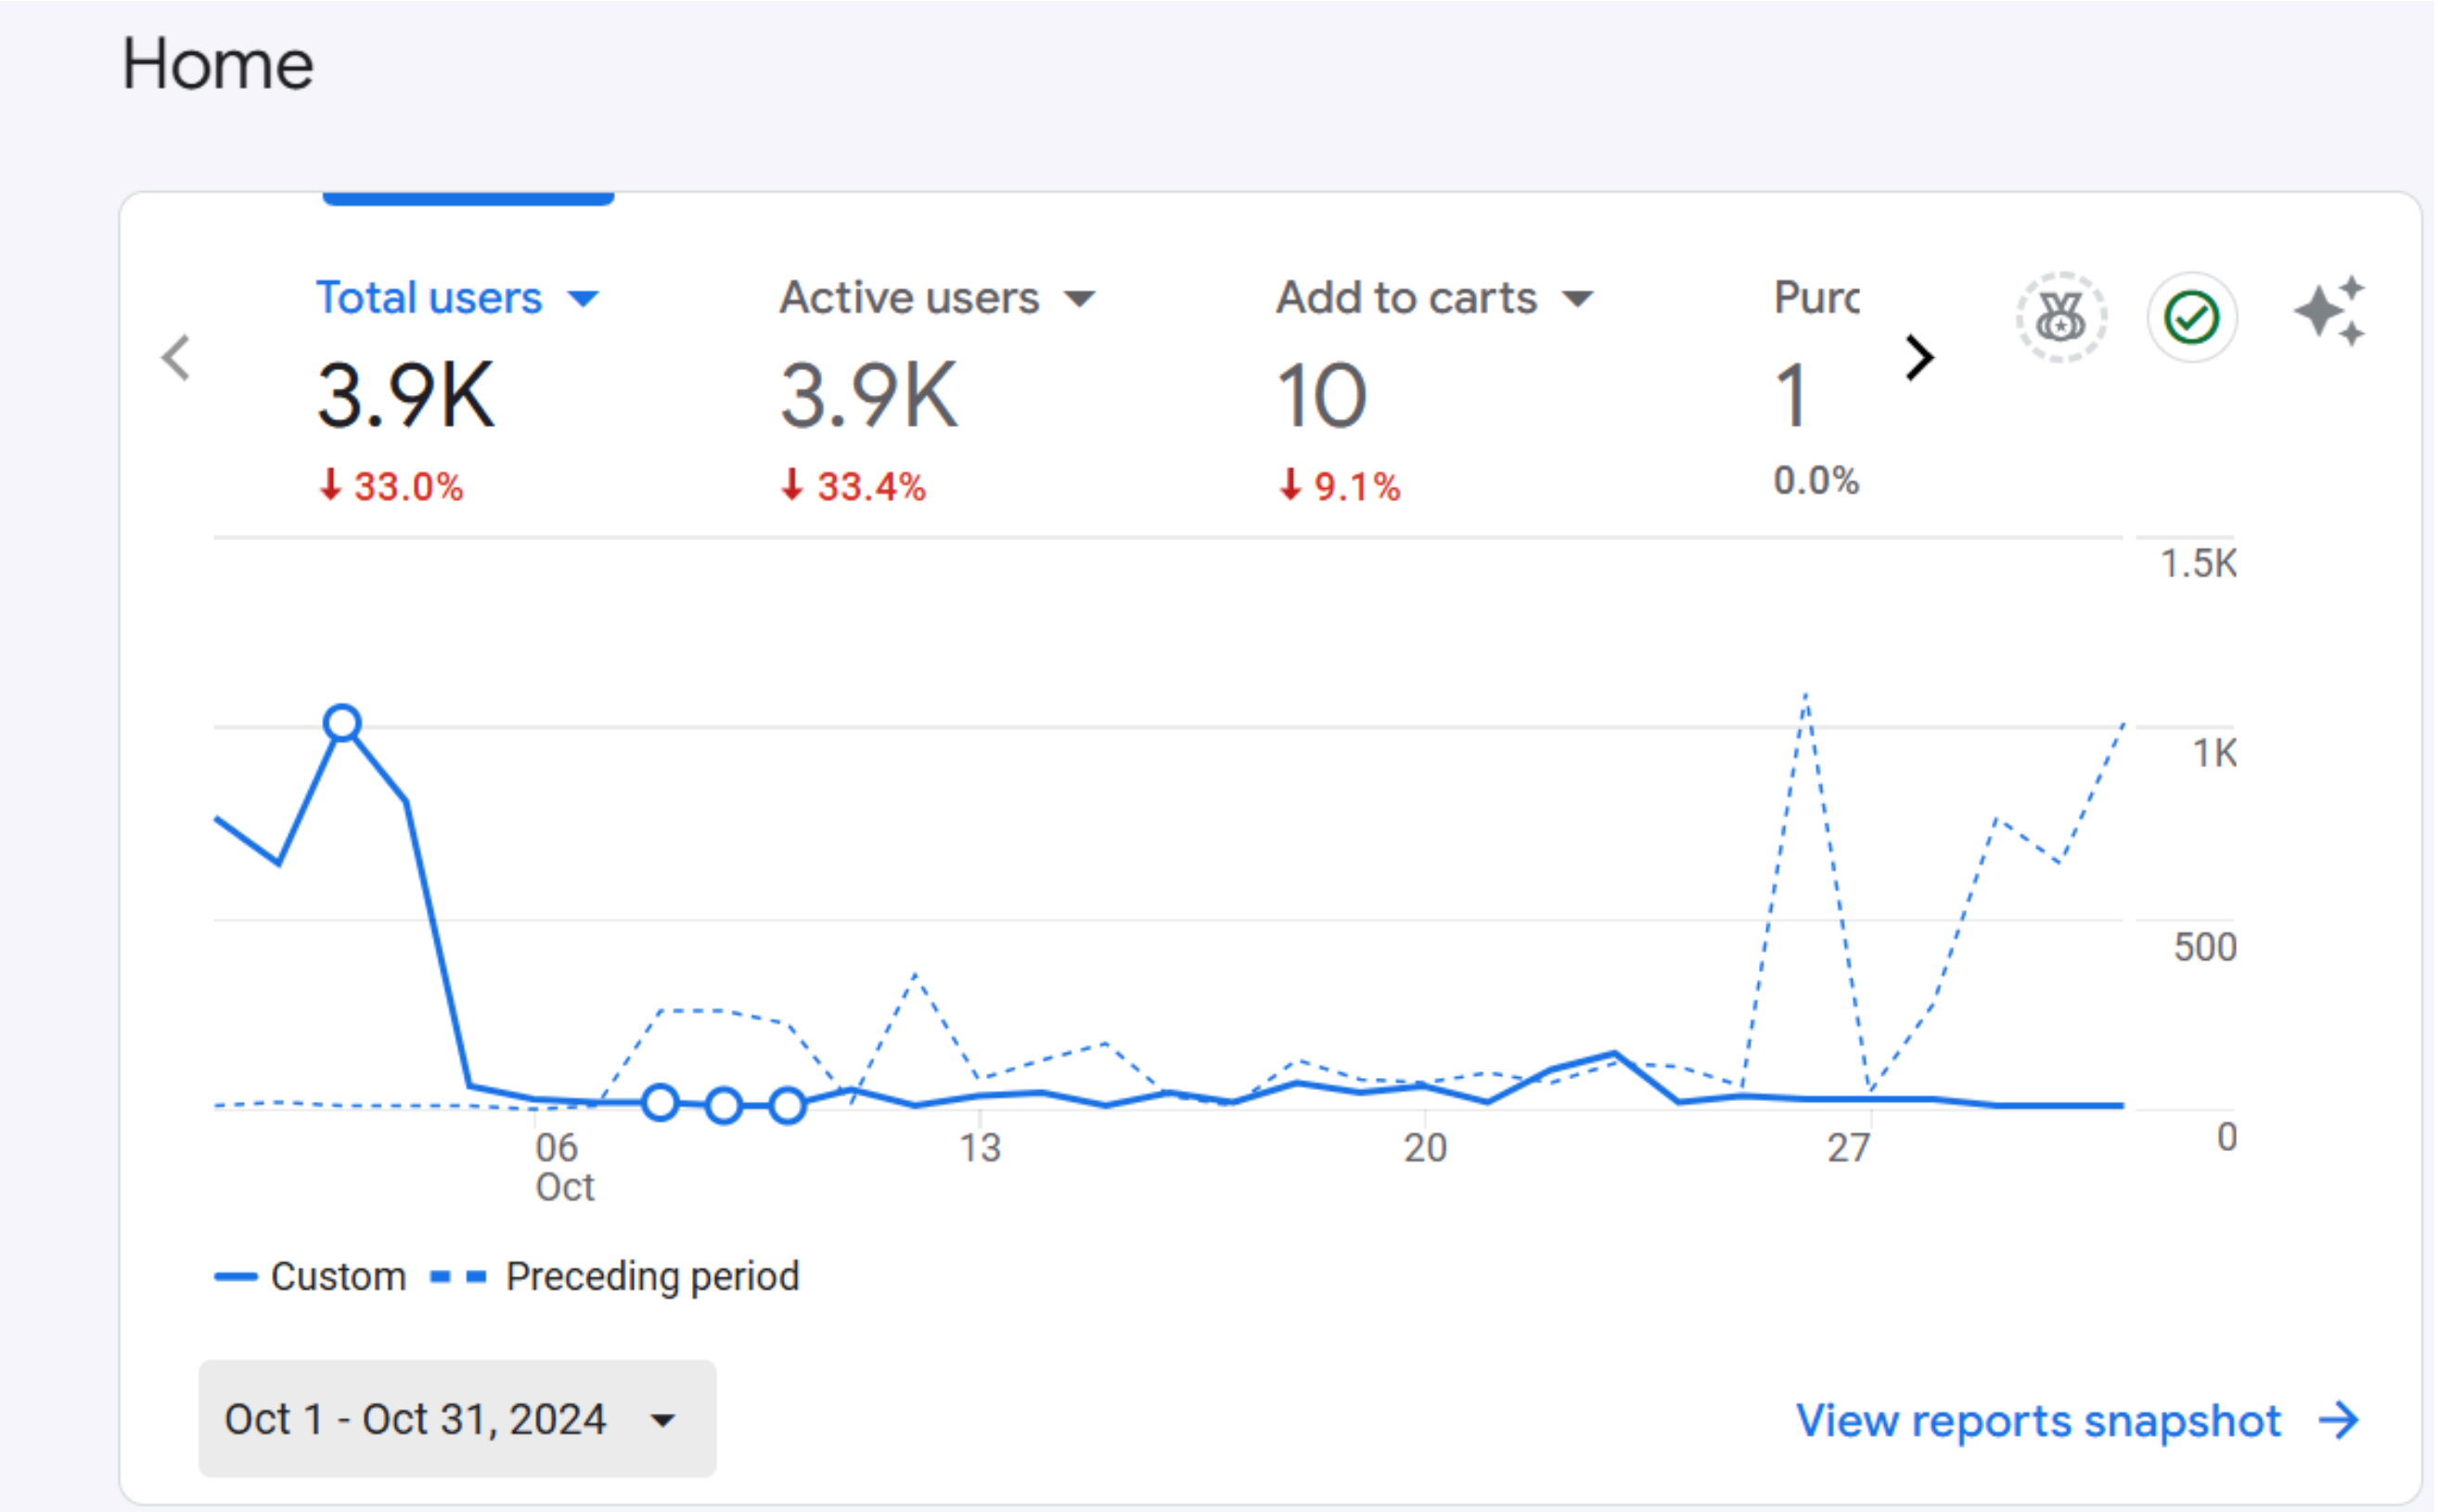 Home
Total users
Active users
Add to carts
Purc
3.9K
3.9K
10
1
33.0%
33.4%
9.1%
0.0%
1.5K
1K
500
0
06
Oct
13
20
27
Custom
Preceding period
Oct 1 - Oct 31, 2024
View reports snapshot